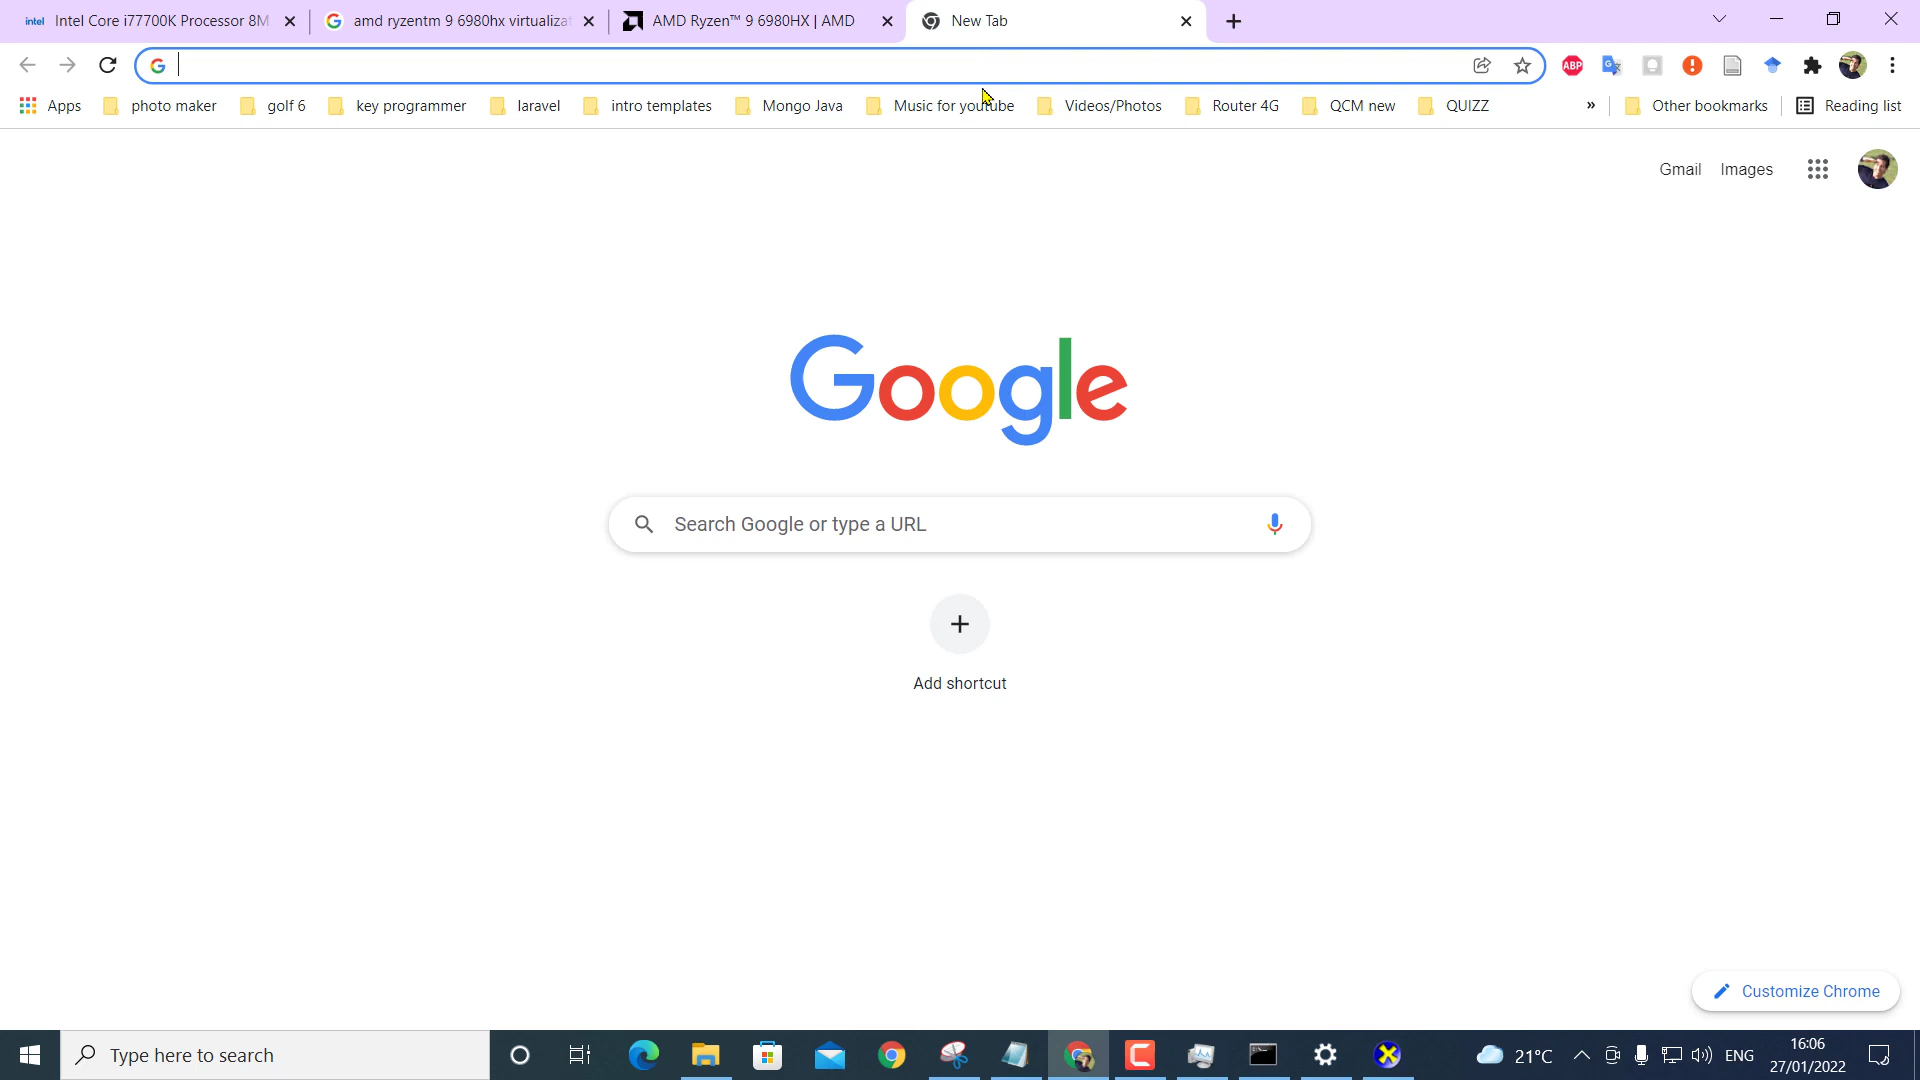 intel Intel Core i77700K Processor 8M
amd ryzentm 9 6980hx virtualizat
AMD Ryzen™ 9 6980HX | AMD
New Tab
ABP
Apps
photo maker
golf 6
key programmer
laravel
intro templates
Mongo Java
Music for youtube
Videos/Photos
Router 4G
QCM new
QUIZZ
»
Other bookmarks
Reading list
Gmail
Images
Google
Search Google or type a URL
Add shortcut
Customize Chrome
Type here to search
21°C
ENG
16:06
27/01/2022